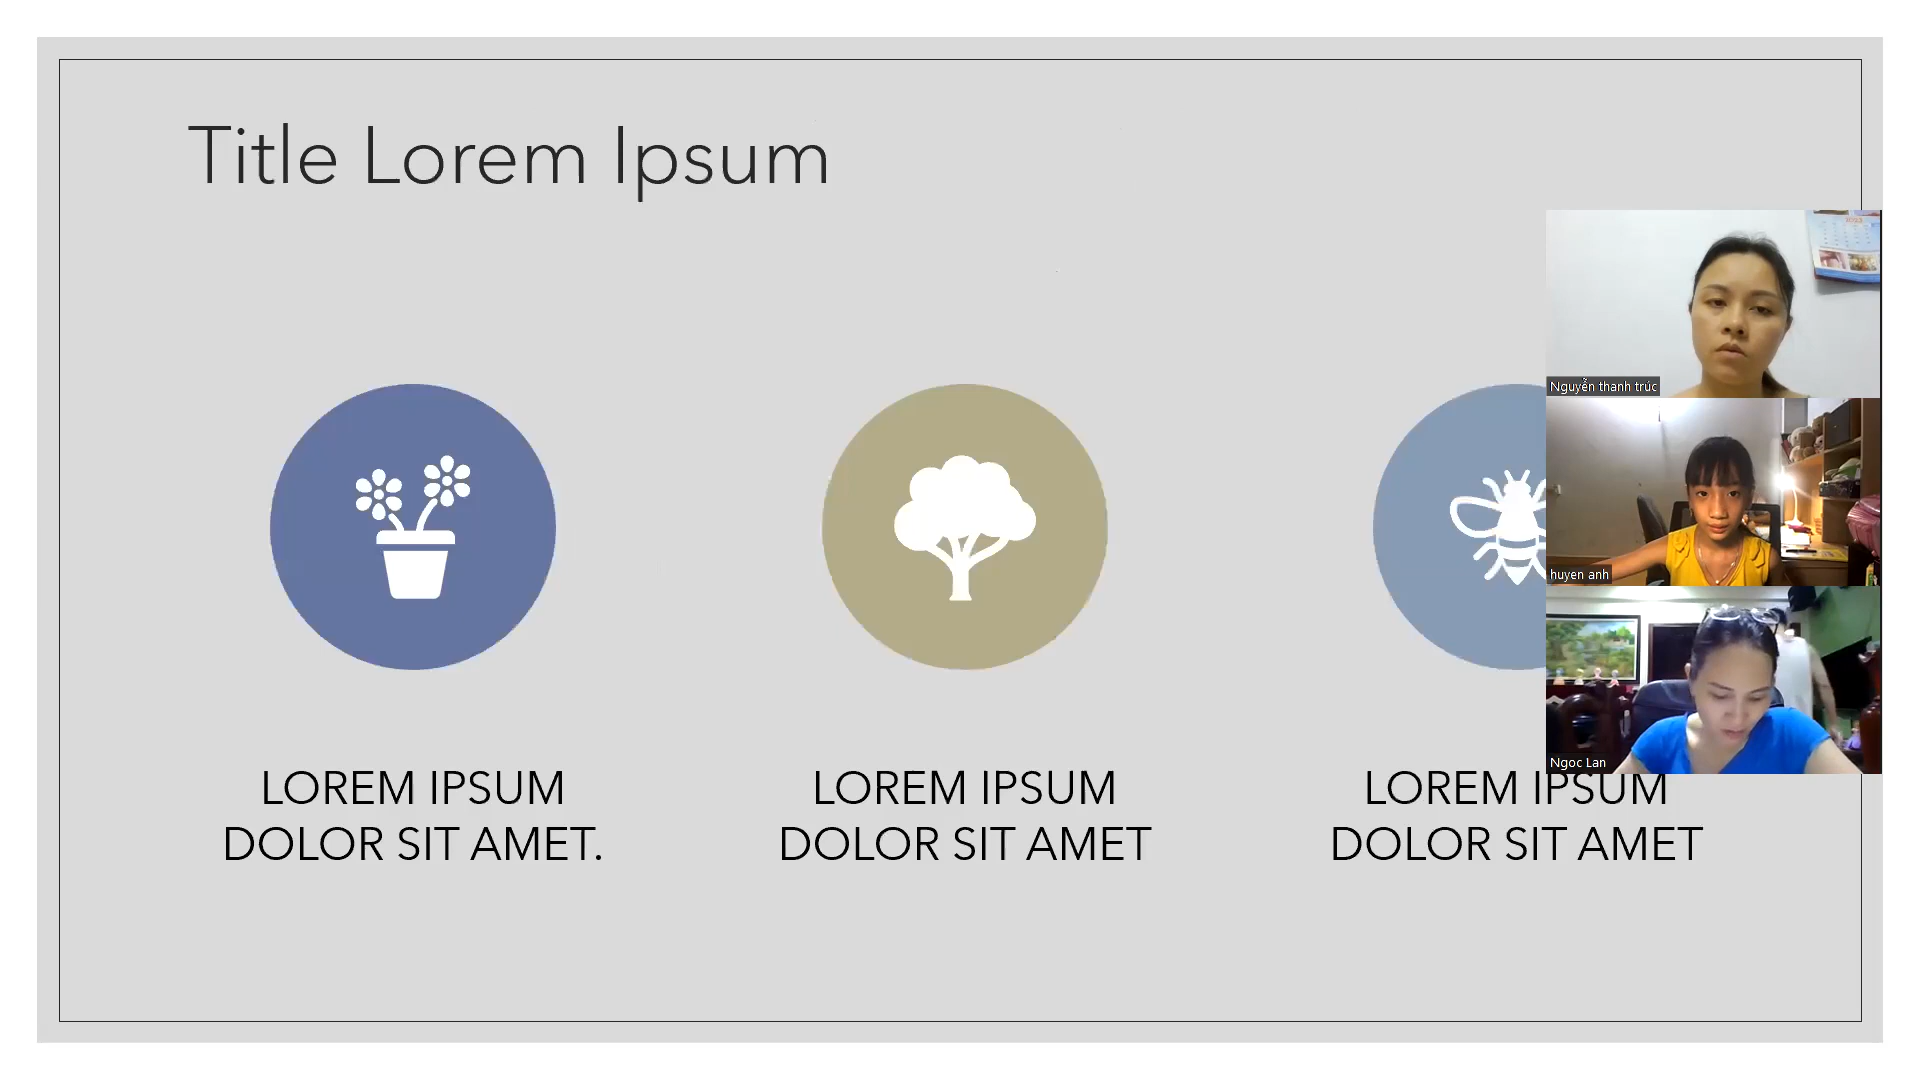 Title Lorem Ipsum
Nguyễn thanh trúc
huyen anh
Ngoc Lan
LOREM IPSUM
DOLOR SIT AMET.
LOREM IPSUM
DOLOR SIT AMET
LOREM IPSUM
DOLOR SIT AMET